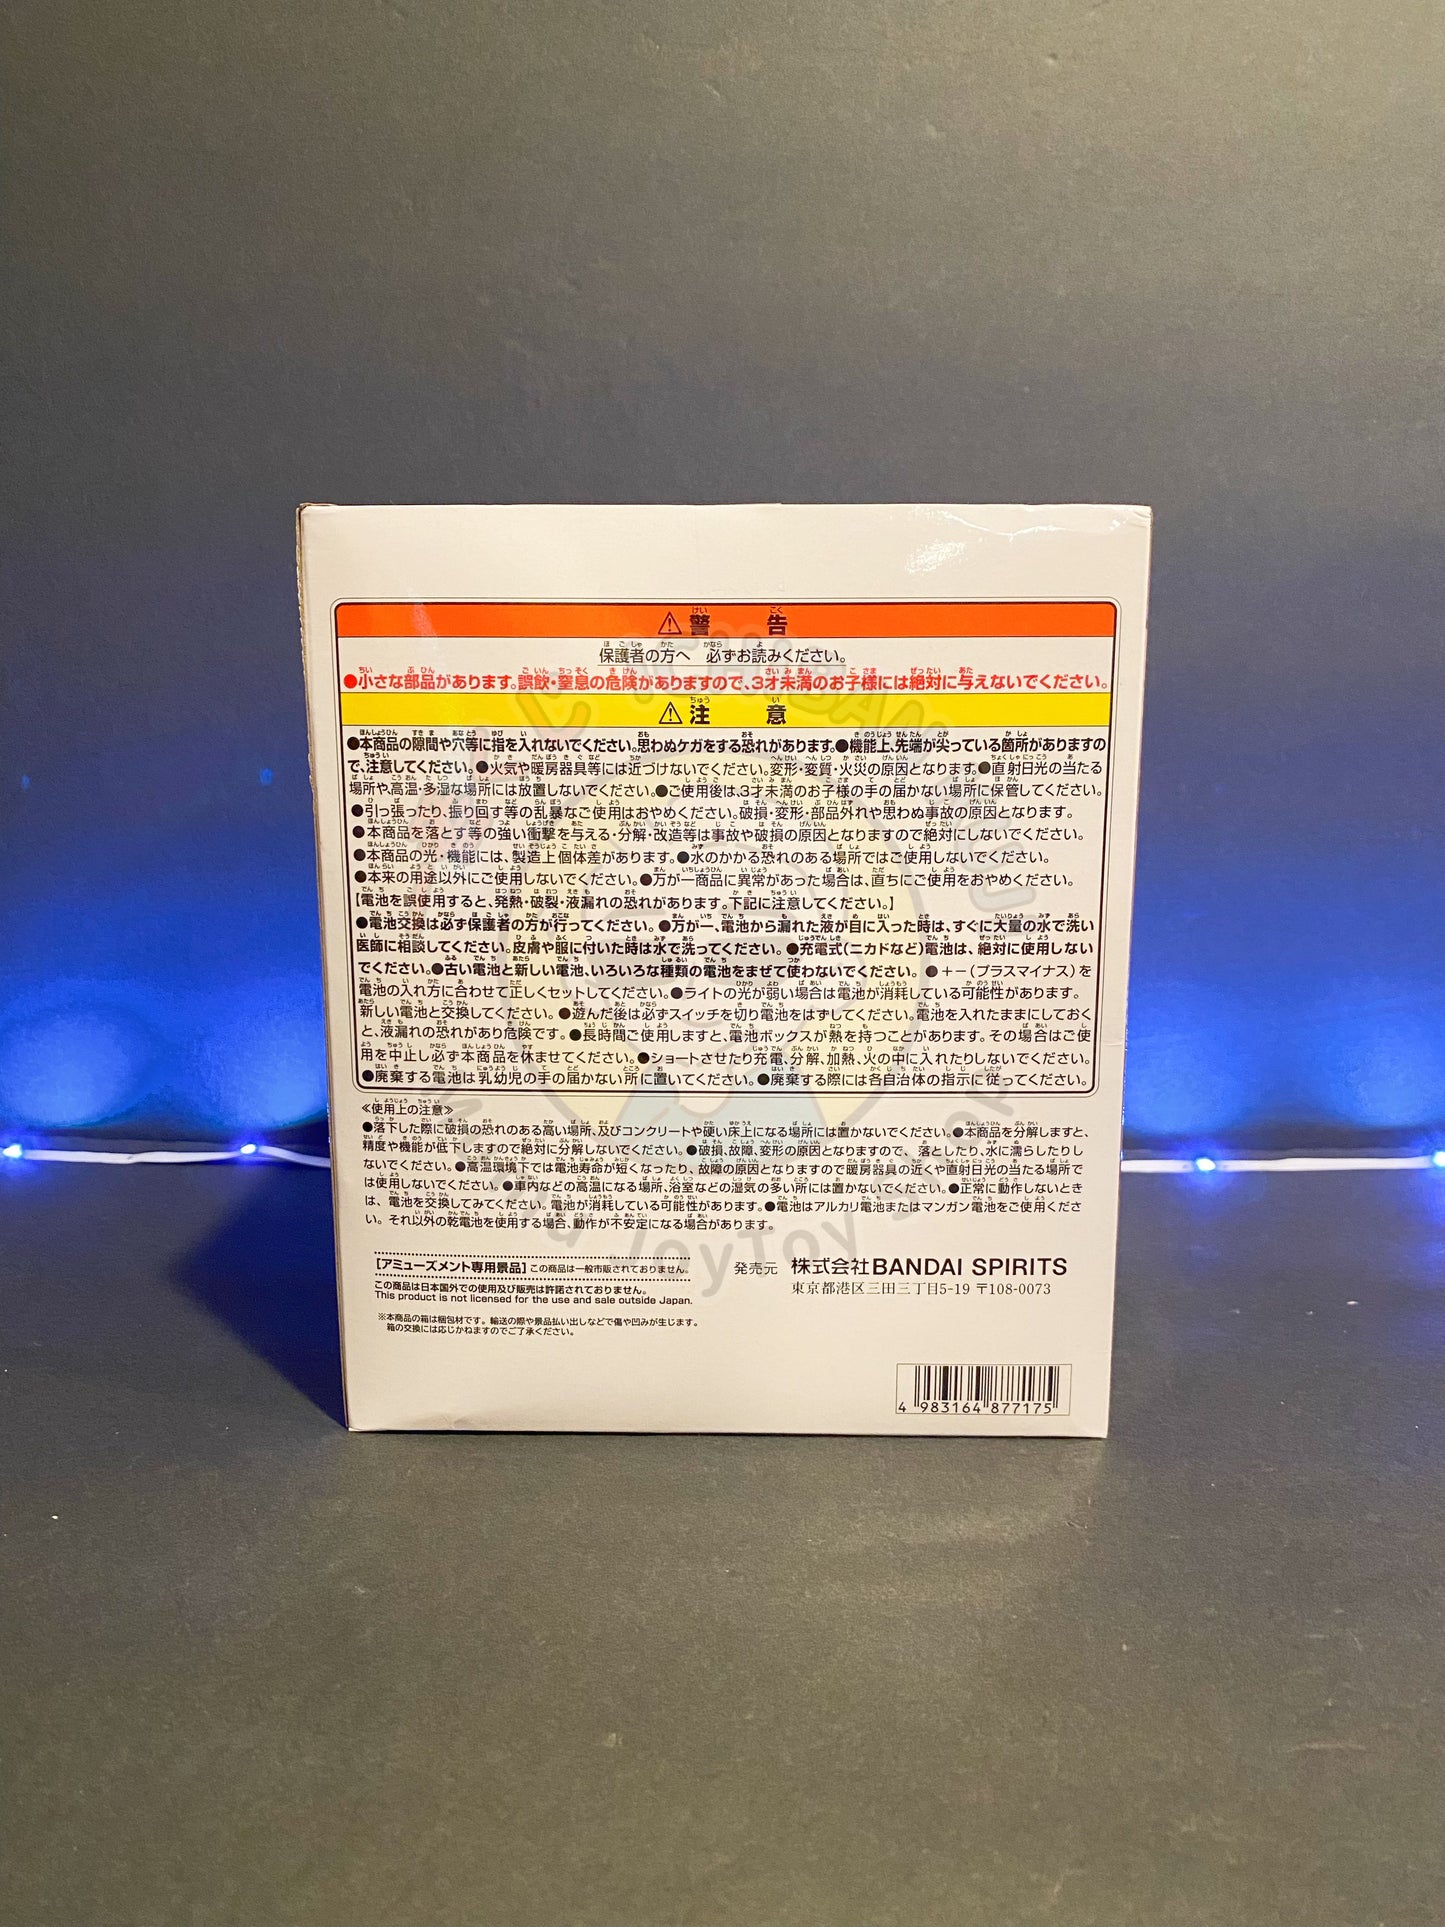 ⚠警告
保護者の方へ 必ずお読みください。
●小さな部品があります。誤飲・窒息の危険がありますので、3才未満のお子様には絶対に与えないでください。
⚠注意
●本商品の隙間や穴等に指を入れないでください。思わぬケガをする恐れがあります。●機能上、先端が尖っている箇所がありますの
で、注意してください。●火気や暖房器具等には近づけないでください。変形・変質・火災の原因となります。●直射日光の当たる
場所や、高温・多湿な場所には放置しないでください。●ご使用後は、3才未満のお子様の手の届かない場所に保管してください。
●引っ張ったり、振り回す等の乱暴なご使用はおやめください。破損・変形・部品外れや思わぬ事故の原因となります。
●本商品を落とす等の強い衝撃を与える・分解・改造等は事故や破損の原因となりますので絶対にしないでください。
●本商品の光・機能には、製造上個体差があります。●水のかかる恐れのある場所ではご使用しないでください。
●本来の用途以外にご使用しないでください。●万が一商品に異常があった場合は、直ちにご使用をおやめください。
【電池を誤使用すると、発熱・破裂・液漏れの恐れがあります。下記に注意してください。】
●電池交換は必ず保護者の方が行ってください。●万が一、電池から漏れた液が目に入った時は、すぐに大量の水で洗い
医師に相談してください。皮膚や服に付いた時は水で洗ってください。●充電式(ニカドなど)電池は、絶対に使用しない
でください。●古い電池と新しい電池、いろいろな種類の電池をまぜて使わないでください。●+−(プラスマイナス)を
電池の入れ方に合わせて正しくセットしてください。●ライトの光が弱い場合は電池が消耗している可能性があります。
新しい電池と交換してください。●遊んだ後は必ずスイッチを切り電池をはずしてください。電池を入れたままにしておく
と、液漏れの恐れがあり危険です。●長時間ご使用しますと、電池ボックスが熱を持つことがあります。その場合はご使
用を中止し必ず本商品を休ませてください。●ショートさせたり充電、分解、加熱、火の中に入れたりしないでください。
●廃棄する電池は乳幼児の手の届かない所に置いてください。●廃棄する際には各自治体の指示に従ってください。
≪使用上の注意≫
●落下した際に破損の恐れのある高い場所、及びコンクリートや硬い床上になる場所には置かないでください。●本商品を分解しますと、
精度や機能が低下しますので絶対に分解しないでください。●破損、故障、変形の原因となりますので、落としたり、水に濡らしたりし
ないでください。●高温環境下では電池寿命が短くなったり、故障の原因となりますので暖房器具の近くや直射日光の当たる場所で
は使用しないでください。●車内などの高温になる場所、浴室などの湿気の多い所には置かないでください。●正常に動作しないとき
は、電池を交換してみてください。電池が消耗している可能性があります。●電池はアルカリ電池またはマンガン電池をご使用くださ
い。それ以外の乾電池を使用する場合、動作が不安定になる場合があります。
[アミューズメント専用景品]この商品は一般市販されておりません。
この商品は日本国外での使用及び販売は許諾されておりません。
This product is not licensed for the use and sale outside Japan.
※本商品の箱は梱包材です。輸送の際や景品払い出しなどで傷や凹みが生じます。
箱の交換には応じかねますのでご了承ください。
発売元 株式会社BANDAI SPIRITS
東京都港区三田三丁目5-19 〒108-0073
4 983164 877175
JoyToy